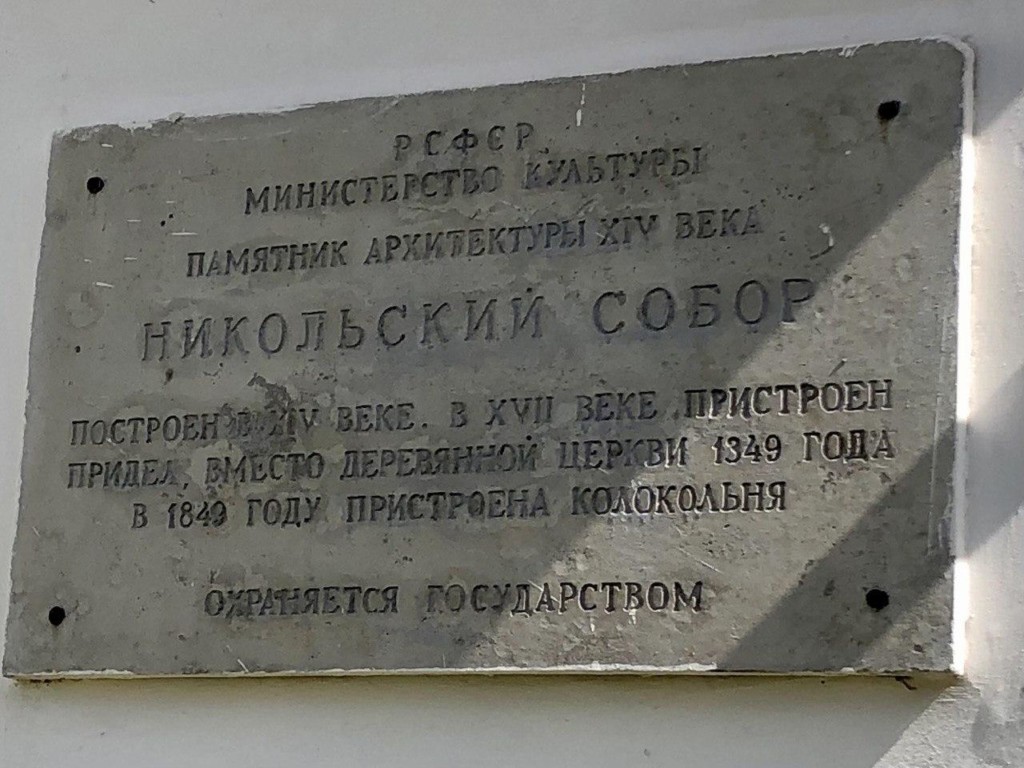 РСФСР
МИНИСТЕРСТВО КУЛЬТУРЫ
ПАМЯТНИК АРХИТЕКТУРЫ XIV ВЕКА
НИКОЛЬСКИЙ СОБОР
ПОСТРОЕН В XIV ВЕКЕ. В XVII ВЕКЕ ПРИСТРОЕН
ПРИДЕЛ, ВМЕСТО ДЕРЕВЯННОЙ ЦЕРКВИ 1349 ГОДА
В 1849 ГОДУ ПРИСТРОЕНА КОЛОКОЛЬНЯ
ОХРАНЯЕТСЯ ГОСУДАРСТВОМ